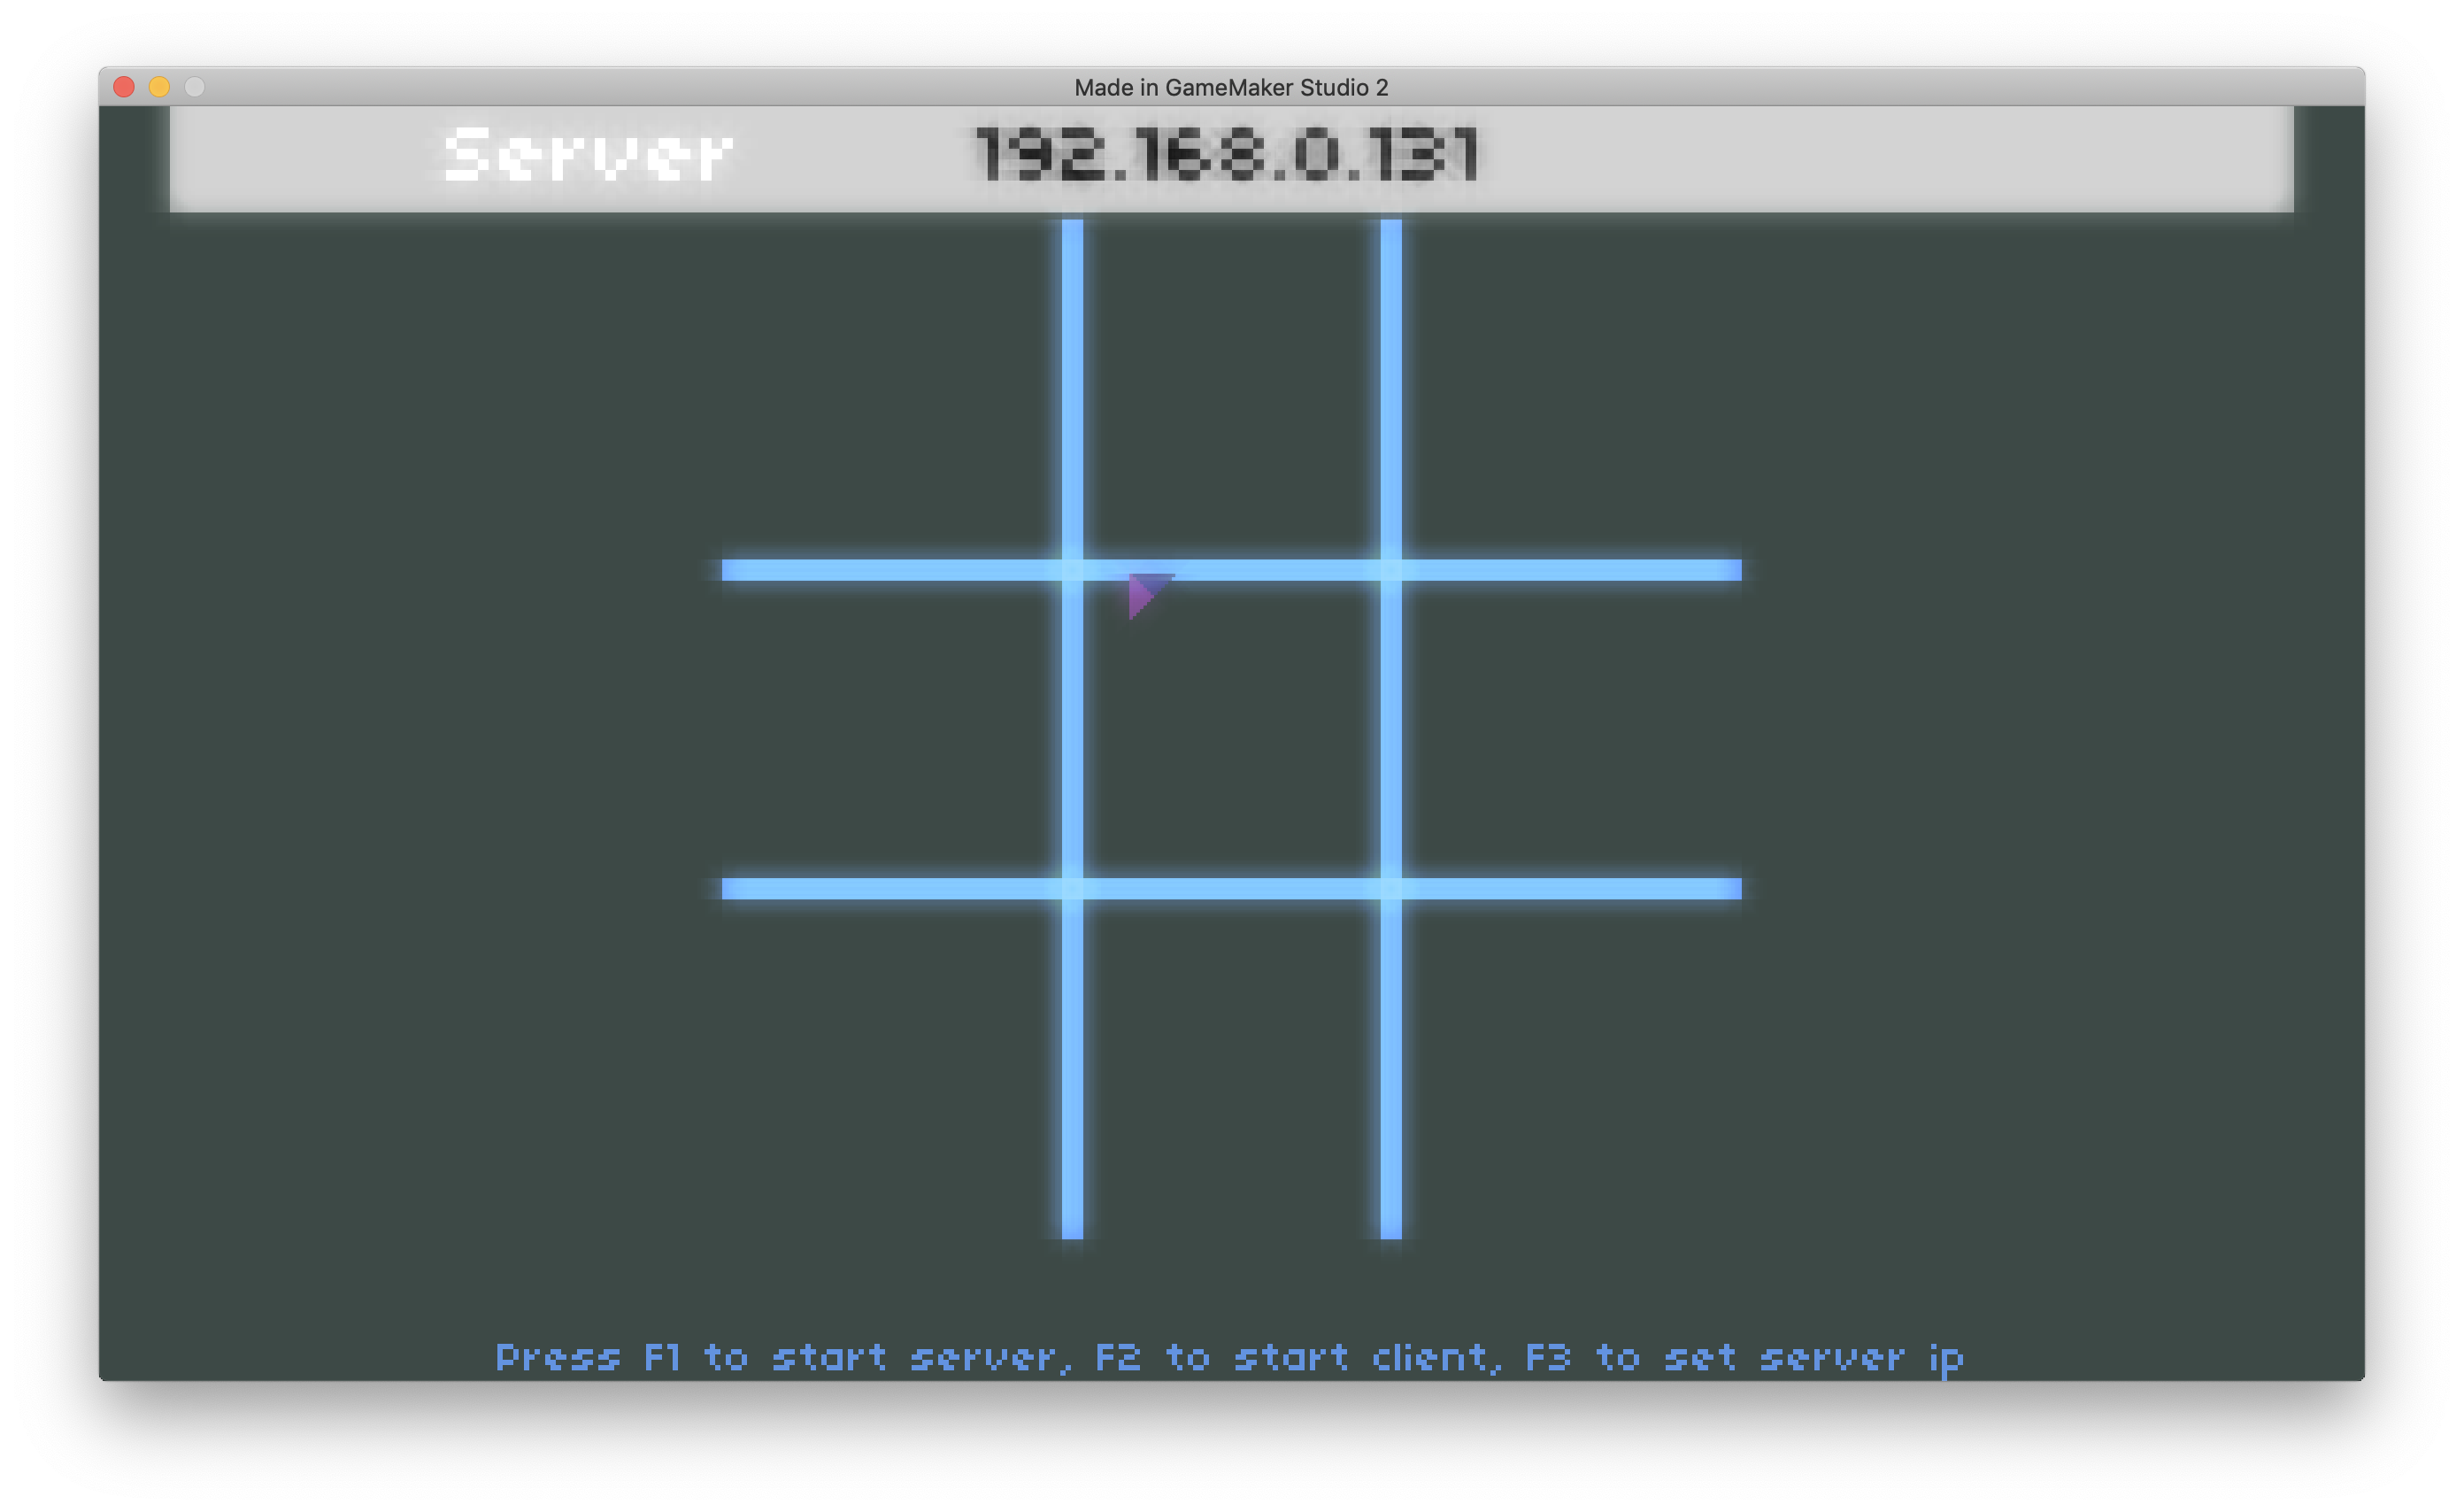 Made in GameMaker Studio 2
Server 192.168.0.131
Press F1 to start server, F2 to start client, F3 to set server ip